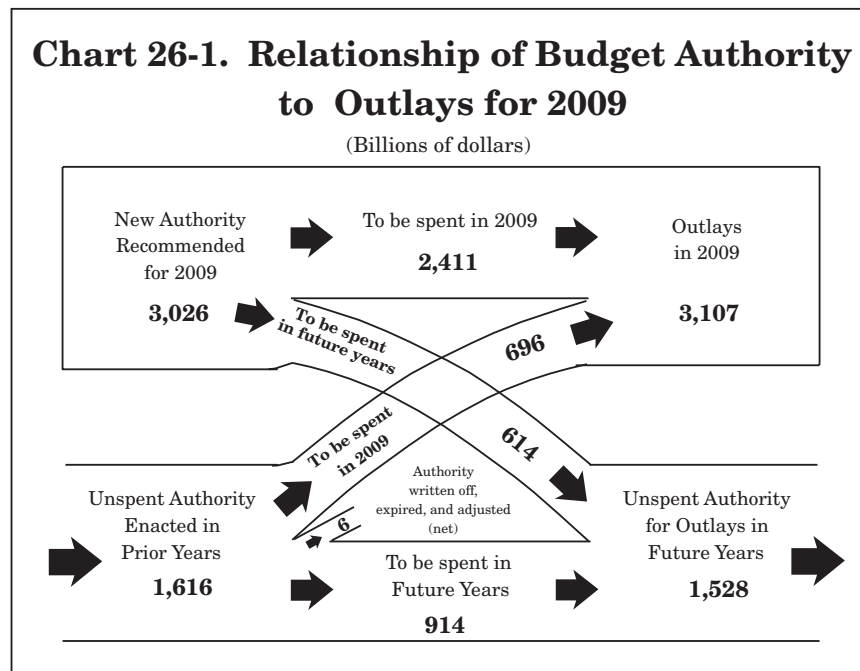 Chart 26-1. Relationship of Budget Authority
to Outlays for 2009
(Billions of dollars)
New Authority
Recommended
for 2009
3,026
To be spent in 2009
2,411
Outlays
in 2009
3,107
To be spent
in future years
696
To be spent
in 2009
614
Authority
written off,
expired, and adjusted
(net)
6
Unspent Authority
Enacted in
Prior Years
1,616
To be spent in
Future Years
914
Unspent Authority
for Outlays in
Future Years
1,528